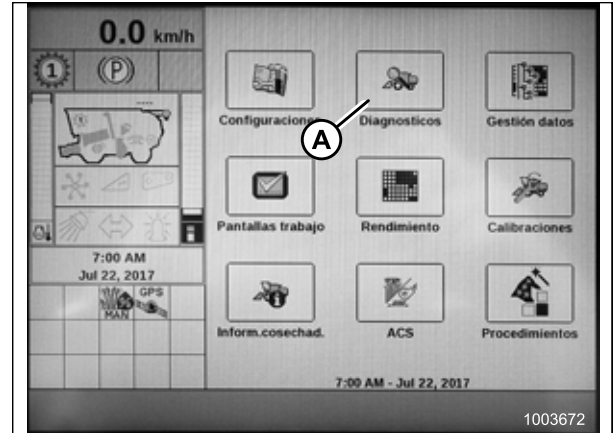 0.0 km/h
1
(P)
7:00 AM
Jul 22, 2017
GPS
MAN
Configuraciones
Diagnosticos
Gestión datos
A
Pantallas trabajo
Rendimiento
Calibraciones
Inform.cosechad.
ACS
Procedimientos
7:00 AM - Jul 22, 2017
1003672